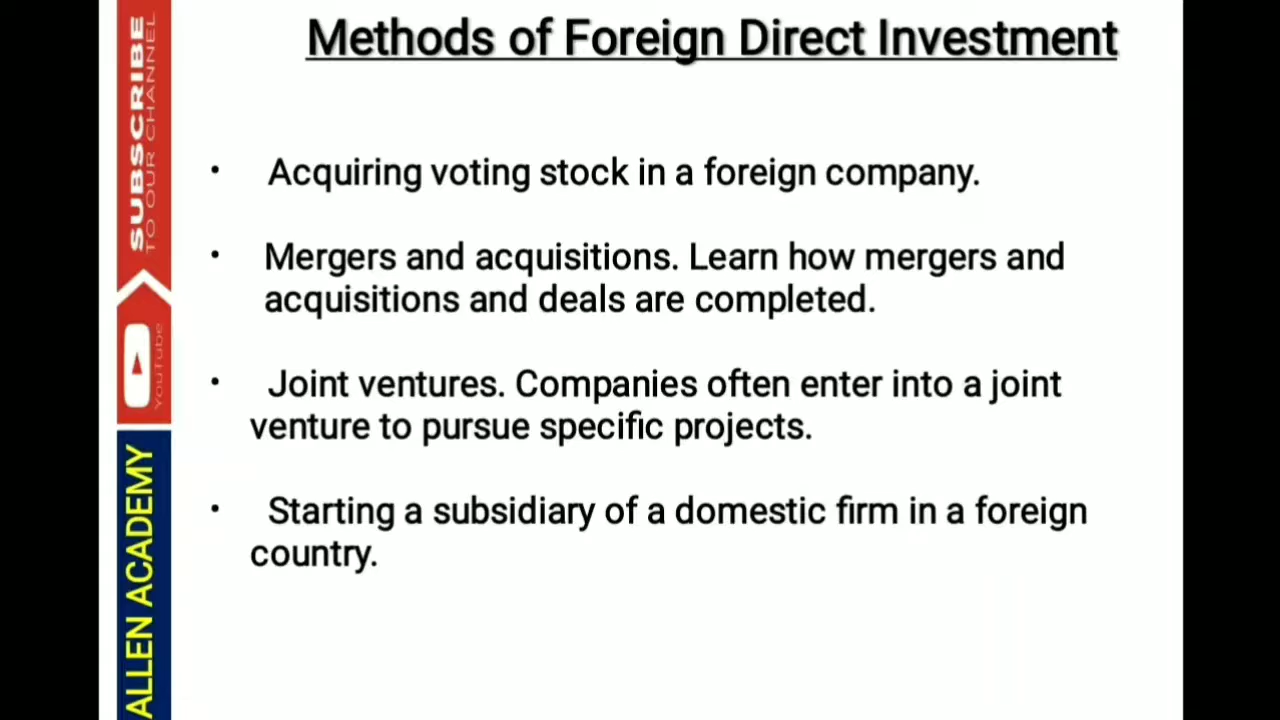 Methods of Foreign Direct Investment
• Acquiring voting stock in a foreign company.
• Mergers and acquisitions. Learn how mergers and
acquisitions and deals are completed.
• Joint ventures. Companies often enter into a joint
venture to pursue specific projects.
• Starting a subsidiary of a domestic firm in a foreign
country.
SUBSCRIBE
TO OUR CHANNEL
YouTube
ALLEN ACADEMY